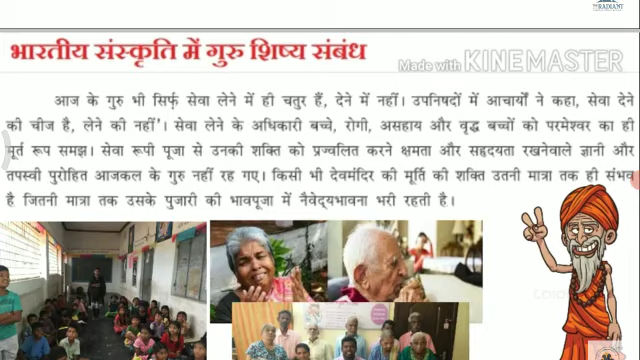 THE RADIANT
भारतीय संस्कृति में गुरु शिष्य संबंध
Made with KINEMASTER
आज के गुरु भी सिर्फ़ सेवा लेने में ही चतुर हैं, देने में नहीं। उपनिषदों में आचार्यों ने कहा, सेवा देने
की चीज है, लेने की नहीं'। सेवा लेने के अधिकारी बच्चे, रोगी, असहाय और वृद्ध बच्चों को परमेश्वर का ही
मूर्त रूप समझ। सेवा रूपी पूजा से उनकी शक्ति को प्रज्वलित करने क्षमता और सहृदयता रखनेवाले ज्ञानी और
तपस्वी पुरोहित आजकल के गुरु नहीं रह गए। किसी भी देवमंदिर की मूर्ति की शक्ति उतनी मात्रा तक ही संभव
है जितनी मात्रा तक उसके पुजारी की भावपूजा में नैवेद्यभावना भरी रहती है।